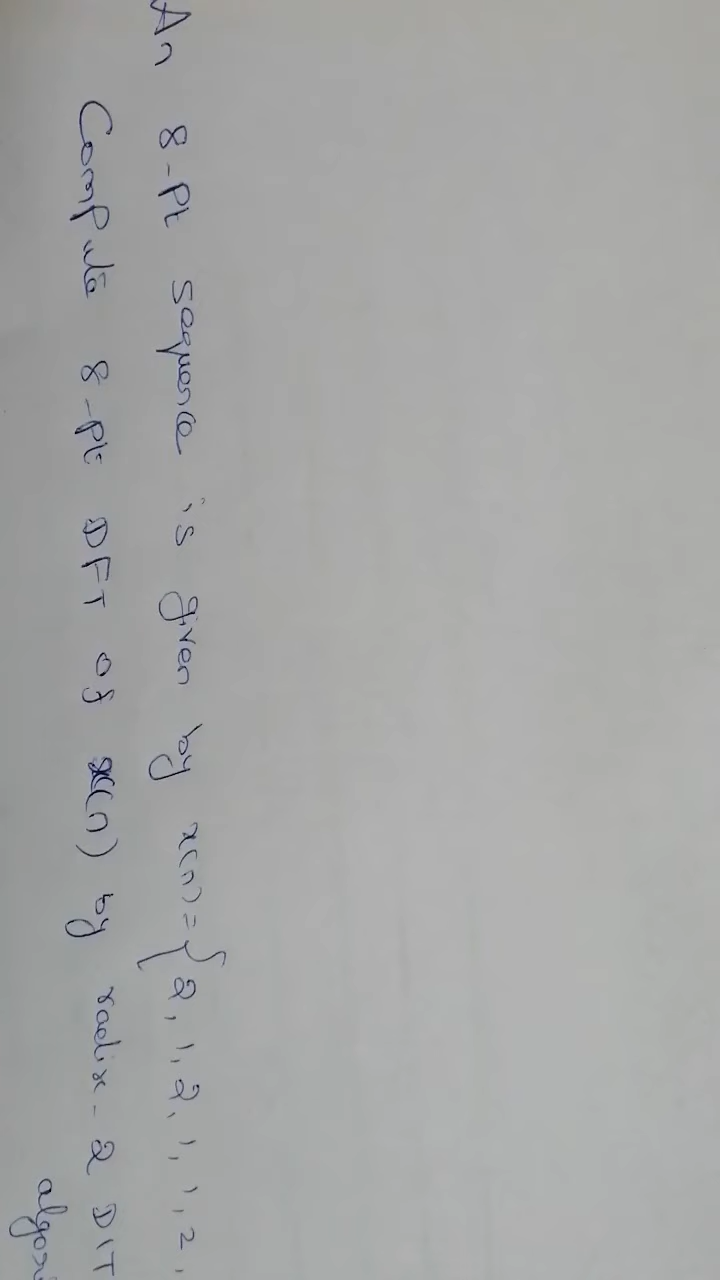 An 8-Pt Sequence is given by x(n) = { 2, 1, 2, 1, 1, 2,
Compute 8-Pt DFT of x(n) by radix-2 DIT